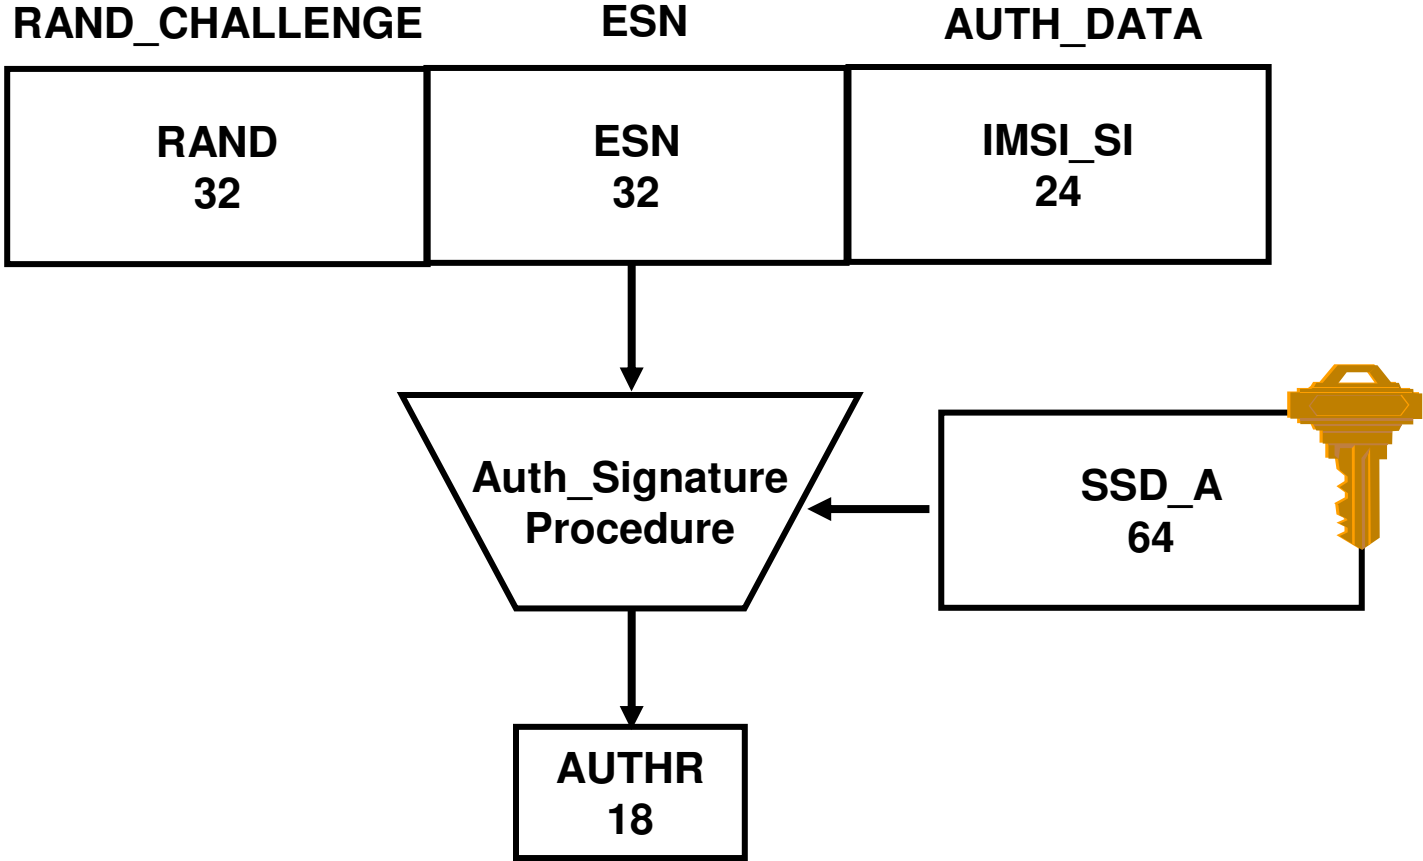 RAND_CHALLENGE
ESN
AUTH_DATA
RAND
32
ESN
32
IMSI_SI
24
Auth_Signature
Procedure
SSD_A
64
AUTHR
18